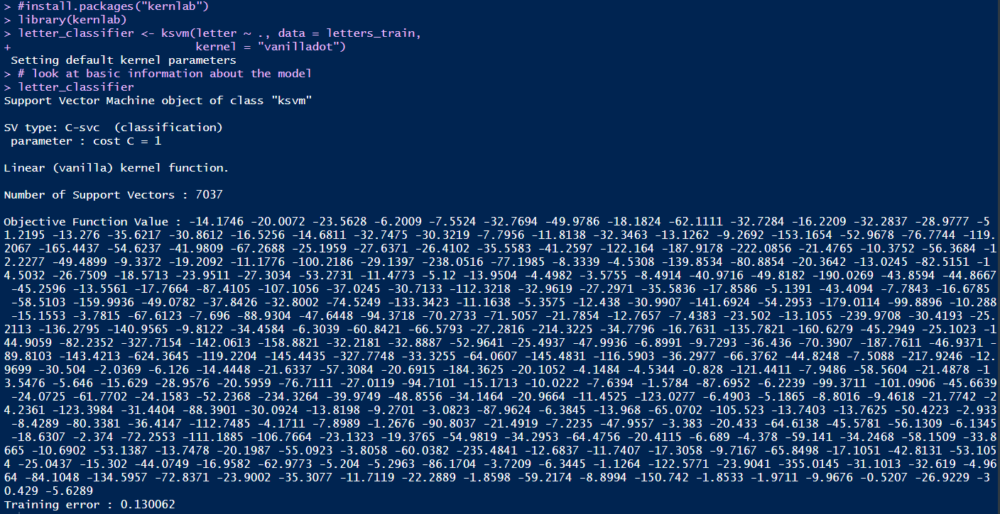 > #install.packages("kernlab")
> library(kernlab)
> letter_classifier <- ksvm(letter ~ ., data = letters_train,
+                           kernel = "vanilladot")
 Setting default kernel parameters
> # look at basic information about the model
> letter_classifier
Support Vector Machine object of class "ksvm"

SV type: C-svc  (classification)
 parameter : cost C = 1

Linear (vanilla) kernel function.

Number of Support Vectors : 7037

Objective Function Value : -14.1746 -20.0072 -23.5628 -6.2009 -7.5524 -32.7694 -49.9786 -18.1824 -62.1111 -32.7284 -16.2209 -32.2837 -28.9777 -5
1.2195 -13.276 -35.6217 -30.8612 -16.5256 -14.6811 -32.7475 -30.3219 -7.7956 -11.8138 -32.3463 -13.1262 -9.2692 -153.1654 -52.9678 -76.7744 -119.
2067 -165.4437 -54.6237 -41.9809 -67.2688 -25.1959 -27.6371 -26.4102 -35.5583 -41.2597 -122.164 -187.9178 -222.0856 -21.4765 -10.3752 -56.3684 -1
2.2277 -49.4899 -9.3372 -19.2092 -11.1776 -100.2186 -29.1397 -238.0516 -77.1985 -8.3339 -4.5308 -139.8534 -80.8854 -20.3642 -13.0245 -82.5151 -1
4.5032 -26.7509 -18.5713 -23.9511 -27.3034 -53.2731 -11.4773 -5.12 -13.9504 -4.4982 -3.5755 -8.4914 -40.9716 -49.8182 -190.0269 -43.8594 -44.8667
 -45.2596 -13.5561 -17.7664 -87.4105 -107.1056 -37.0245 -30.7133 -112.3218 -32.9619 -27.2971 -35.5836 -17.8586 -5.1391 -43.4094 -7.7843 -16.6785
 -58.5103 -159.9936 -49.0782 -37.8426 -32.8002 -74.5249 -133.3423 -11.1638 -5.3575 -12.438 -30.9907 -141.6924 -54.2953 -179.0114 -99.8896 -10.288
 -15.1553 -3.7815 -67.6123 -7.696 -88.9304 -47.6448 -94.3718 -70.2733 -71.5057 -21.7854 -12.7657 -7.4383 -23.502 -13.1055 -239.9708 -30.4193 -25.
2113 -136.2795 -140.9565 -9.8122 -34.4584 -6.3039 -60.8421 -66.5793 -27.2816 -214.3225 -34.7796 -16.7631 -135.7821 -160.6279 -45.2949 -25.1023 -1
44.9059 -82.2352 -327.7154 -142.0613 -158.8821 -32.2181 -32.8887 -52.9641 -25.4937 -47.9936 -6.8991 -9.7293 -36.436 -70.3907 -187.7611 -46.9371 -
89.8103 -143.4213 -624.3645 -119.2204 -145.4435 -327.7748 -33.3255 -64.0607 -145.4831 -116.5903 -36.2977 -66.3762 -44.8248 -7.5088 -217.9246 -12.
9699 -30.504 -2.0369 -6.126 -14.4448 -21.6337 -57.3084 -20.6915 -184.3625 -20.1052 -4.1484 -4.5344 -0.828 -121.4411 -7.9486 -58.5604 -21.4878 -1
3.5476 -5.646 -15.629 -28.9576 -20.5959 -76.7111 -27.0119 -94.7101 -15.1713 -10.0222 -7.6394 -1.5784 -87.6952 -6.2239 -99.3711 -101.0906 -45.6639
 -24.0725 -61.7702 -24.1583 -52.2368 -234.3264 -39.9749 -48.8556 -34.1464 -20.9664 -11.4525 -123.0277 -6.4903 -5.1865 -8.8016 -9.4618 -21.7742 -2
4.2361 -123.3984 -31.4404 -88.3901 -30.0924 -13.8198 -9.2701 -3.0823 -87.9624 -6.3845 -13.968 -65.0702 -105.523 -13.7403 -13.7625 -50.4223 -2.933
 -8.4289 -80.3381 -36.4147 -112.7485 -4.1711 -7.8989 -1.2676 -90.8037 -21.4919 -7.2235 -47.9557 -3.383 -20.433 -64.6138 -45.5781 -56.1309 -6.1345
 -18.6307 -2.374 -72.2553 -111.1885 -106.7664 -23.1323 -19.3765 -54.9819 -34.2953 -64.4756 -20.4115 -6.689 -4.378 -59.141 -34.2468 -58.1509 -33.8
665 -10.6902 -53.1387 -13.7478 -20.1987 -55.0923 -3.8058 -60.0382 -235.4841 -12.6837 -11.7407 -17.3058 -9.7167 -65.8498 -17.1051 -42.8131 -53.105
4 -25.0437 -15.302 -44.0749 -16.9582 -62.9773 -5.204 -5.2963 -86.1704 -3.7209 -6.3445 -1.1264 -122.5771 -23.9041 -355.0145 -31.1013 -32.619 -4.96
64 -84.1048 -134.5957 -72.8371 -23.9002 -35.3077 -11.7119 -22.2889 -1.8598 -59.2174 -8.8994 -150.742 -1.8533 -1.9711 -9.9676 -0.5207 -26.9229 -3
0.429 -5.6289
Training error : 0.130062